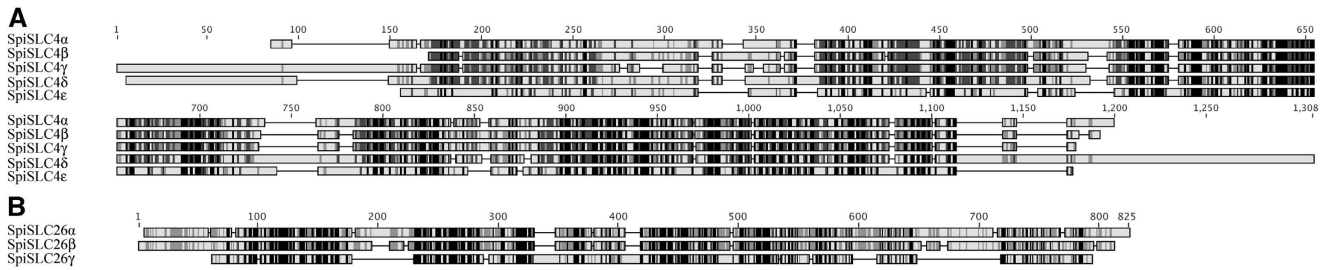 A
1 50 100 150 200 250 300 350 400 450 500 550 600 650
SpiSLC4α
SpiSLC4β
SpiSLC4γ
SpiSLC4δ
SpiSLC4ε
700 750 800 850 900 950 1,000 1,050 1,100 1,150 1,200 1,250 1,308
SpiSLC4α
SpiSLC4β
SpiSLC4γ
SpiSLC4δ
SpiSLC4ε
B
1 100 200 300 400 500 600 700 800 825
SpiSLC26α
SpiSLC26β
SpiSLC26γ